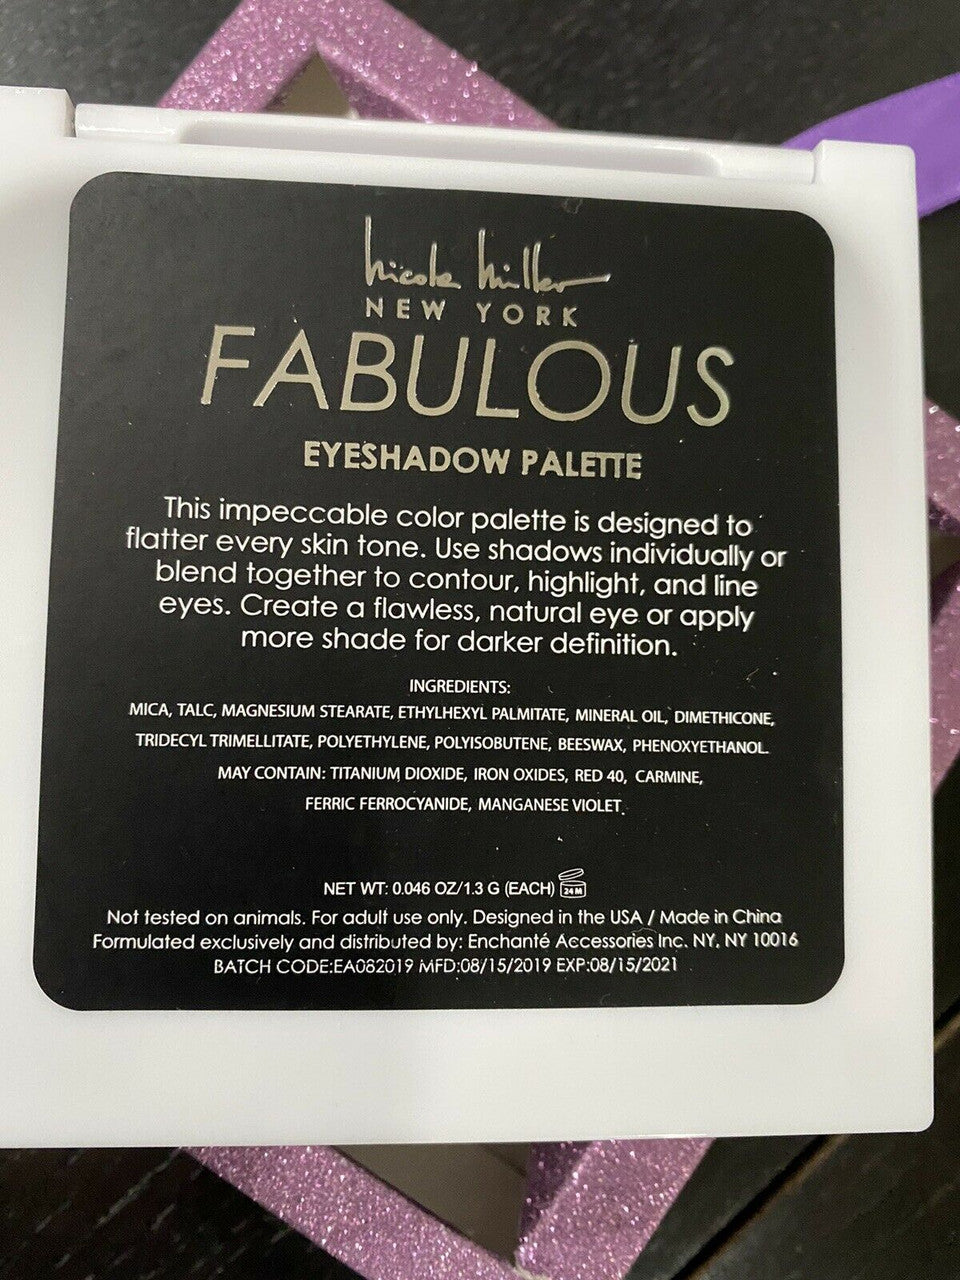 Nicole Miller
NEW YORK
FABULOUS
EYESHADOW PALETTE
This impeccable color palette is designed to
flatter every skin tone. Use shadows individually or
blend together to contour, highlight, and line
eyes. Create a flawless, natural eye or apply
more shade for darker definition.
INGREDIENTS:
MICA, TALC, MAGNESIUM STEARATE, ETHYLHEXYL PALMITATE, MINERAL OIL, DIMETHICONE,
TRIDECYL TRIMELLITATE, POLYETHYLENE, POLYISOBUTENE, BEESWAX, PHENOXYETHANOL.
MAY CONTAIN: TITANIUM DIOXIDE, IRON OXIDES, RED 40, CARMINE,
FERRIC FERROCYANIDE, MANGANESE VIOLET.
NET WT: 0.046 OZ/1.3 G (EACH) 24 M
Not tested on animals. For adult use only. Designed in the USA / Made in China
Formulated exclusively and distributed by: Enchanté Accessories Inc. NY, NY 10016
BATCH CODE:EA082019 MFD:08/15/2019 EXP:08/15/2021